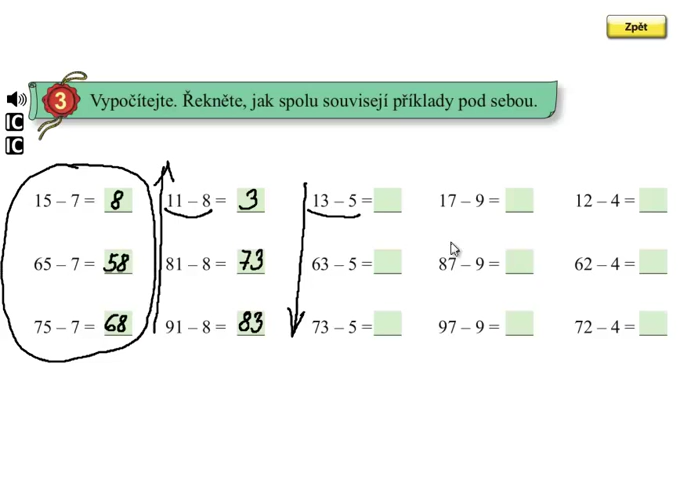 Zpět
3 Vypočítejte. Řekněte, jak spolu souvisejí příklady pod sebou.
15 – 7 = 8 11 – 8 = 3 13 – 5 = 17 – 9 = 12 – 4 =
65 – 7 = 58 81 – 8 = 73 63 – 5 = 87 – 9 = 62 – 4 =
75 – 7 = 68 91 – 8 = 83 73 – 5 = 97 – 9 = 72 – 4 =